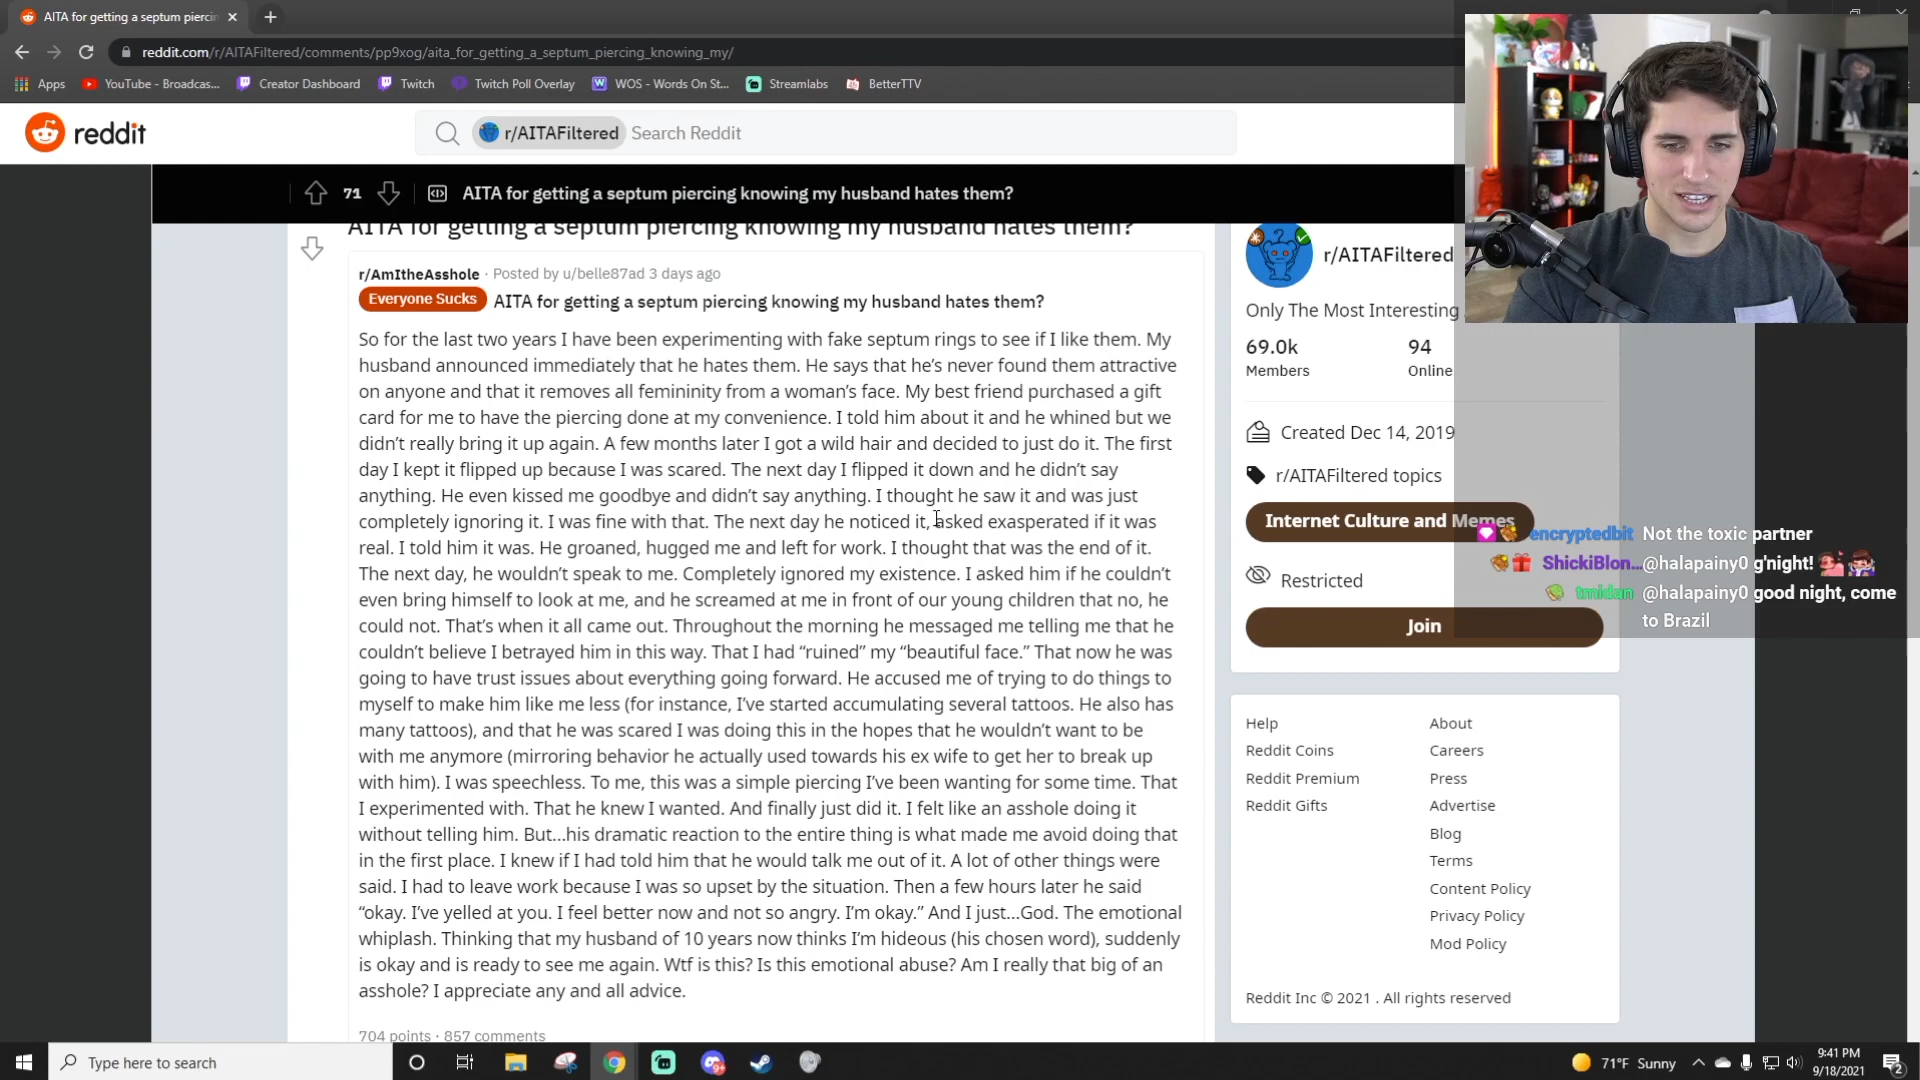 AITA for getting a septum piercin
reddit.com/r/AITAFiltered/comments/pp9xog/aita_for_getting_a_septum_piercing_knowing_my/
Apps YouTube - Broadcas... Creator Dashboard Twitch Twitch Poll Overlay WOS - Words On St... Streamlabs BetterTTV
reddit r/AITAFiltered Search Reddit
71 AITA for getting a septum piercing knowing my husband hates them?
AITA for getting a septum piercing knowing my husband hates them?
r/AmItheAsshole · Posted by u/belle87ad 3 days ago
Everyone Sucks AITA for getting a septum piercing knowing my husband hates them?
So for the last two years I have been experimenting with fake septum rings to see if I like them. My
husband announced immediately that he hates them. He says that he’s never found them attractive
on anyone and that it removes all femininity from a woman’s face. My best friend purchased a gift
card for me to have the piercing done at my convenience. I told him about it and he whined but we
didn’t really bring it up again. A few months later I got a wild hair and decided to just do it. The first
day I kept it flipped up because I was scared. The next day I flipped it down and he didn’t say
anything. He even kissed me goodbye and didn’t say anything. I thought he saw it and was just
completely ignoring it. I was fine with that. The next day he noticed it, asked exasperated if it was
real. I told him it was. He groaned, hugged me and left for work. I thought that was the end of it.
The next day, he wouldn’t speak to me. Completely ignored my existence. I asked him if he couldn’t
even bring himself to look at me, and he screamed at me in front of our young children that no, he
could not. That’s when it all came out. Throughout the morning he messaged me telling me that he
couldn’t believe I betrayed him in this way. That I had “ruined” my “beautiful face.” That now he was
going to have trust issues about everything going forward. He accused me of trying to do things to
myself to make him like me less (for instance, I’ve started accumulating several tattoos. He also has
many tattoos), and that he was scared I was doing this in the hopes that he wouldn’t want to be
with me anymore (mirroring behavior he actually used towards his ex wife to get her to break up
with him). I was speechless. To me, this was a simple piercing I’ve been wanting for some time. That
I experimented with. That he knew I wanted. And finally just did it. I felt like an asshole doing it
without telling him. But...his dramatic reaction to the entire thing is what made me avoid doing that
in the first place. I knew if I had told him that he would talk me out of it. A lot of other things were
said. I had to leave work because I was so upset by the situation. Then a few hours later he said
“okay. I’ve yelled at you. I feel better now and not so angry. I’m okay.” And I just...God. The emotional
whiplash. Thinking that my husband of 10 years now thinks I’m hideous (his chosen word), suddenly
is okay and is ready to see me again. Wtf is this? Is this emotional abuse? Am I really that big of an
asshole? I appreciate any and all advice.
704 points · 857 comments
r/AITAFiltered
Only The Most Interesting
69.0k 94
Members Online
Created Dec 14, 2019
r/AITAFiltered topics
Internet Culture and Memes
Restricted
Join
encryptedbit Not the toxic partner
ShickiBlon... @halapainy0 g'night!
tmidun @halapainy0 good night, come
to Brazil
Help About
Reddit Coins Careers
Reddit Premium Press
Reddit Gifts Advertise
Blog
Terms
Content Policy
Privacy Policy
Mod Policy
Reddit Inc © 2021 . All rights reserved
Type here to search
71°F Sunny
9:41 PM
9/18/2021
2